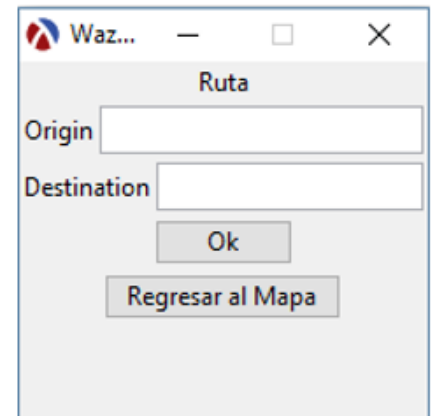 Waz...
Ruta
Origin
Destination
Ok
Regresar al Mapa